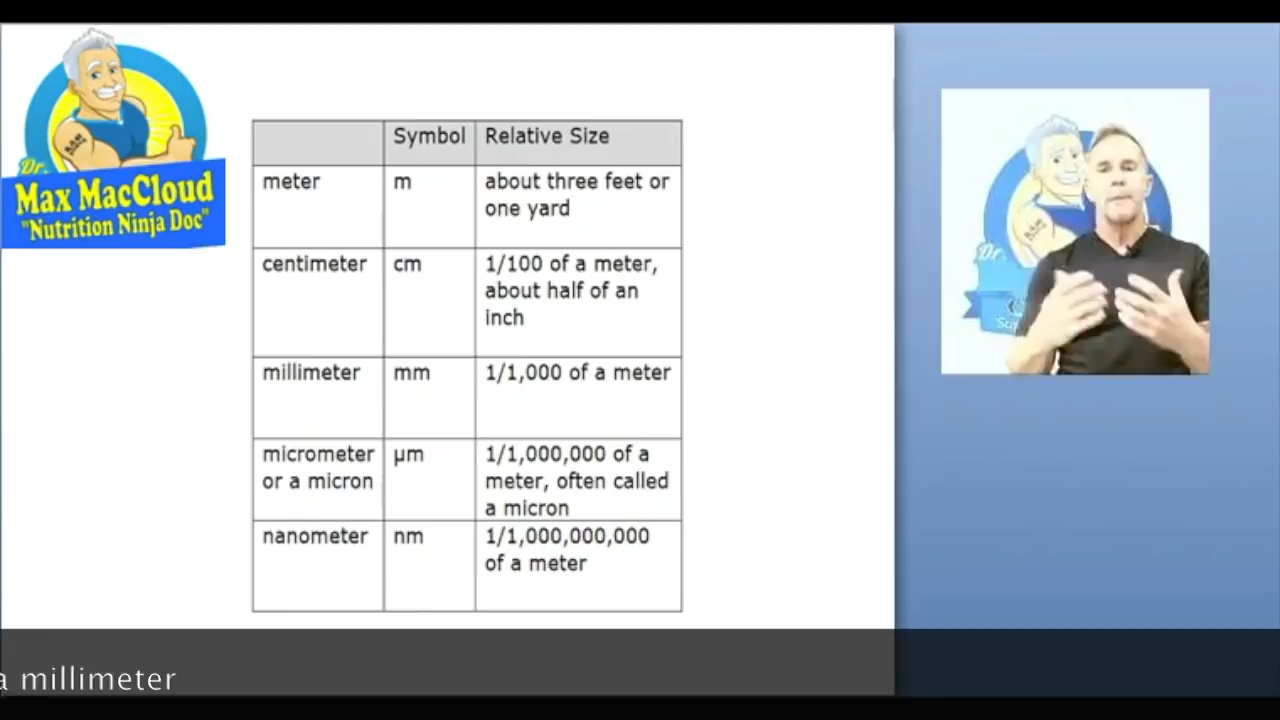 Dr.
Max MacCloud
"Nutrition Ninja Doc"
Symbol Relative Size
meter m about three feet or
one yard
centimeter cm 1/100 of a meter,
about half of an
inch
millimeter mm 1/1,000 of a meter
micrometer µm 1/1,000,000 of a
or a micron meter, often called
a micron
nanometer nm 1/1,000,000,000
of a meter
Dr.
a millimeter